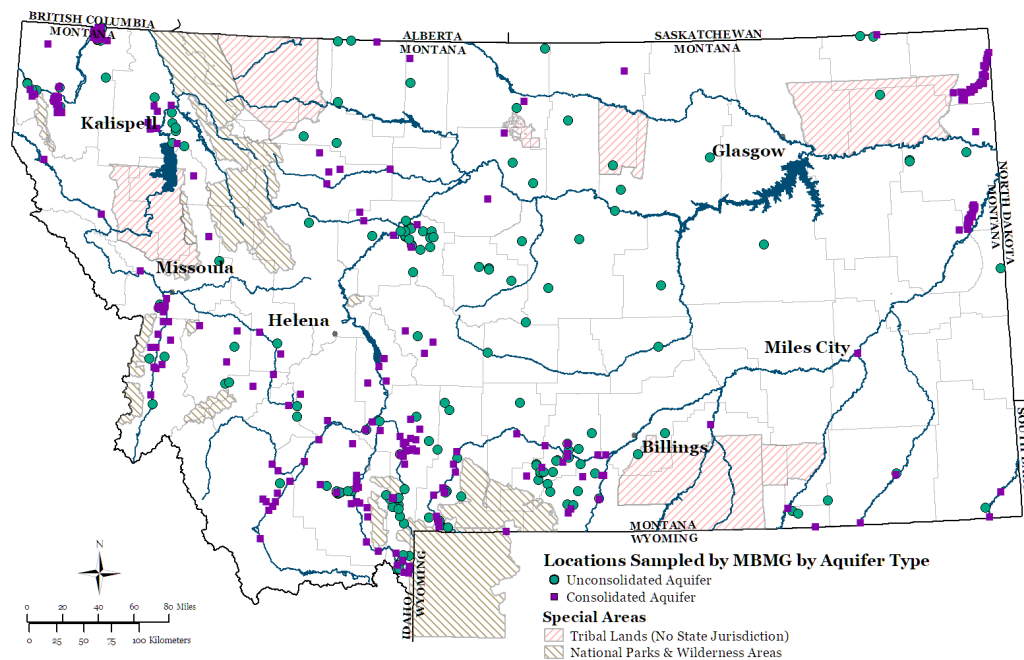 BRITISH COLUMBIA
MONTANA
ALBERTA
MONTANA
SASKATCHEWAN
MONTANA
Kalispell
Glasgow
NORTH DAKOTA
MONTANA
Missoula
Helena
Miles City
Billings
MONTANA
WYOMING
IDAHO
WYOMING
N
0 20 40 60 80 Miles
0 25 50 75 100 Kilometers
Locations Sampled by MBMG by Aquifer Type
Unconsolidated Aquifer
Consolidated Aquifer
Special Areas
Tribal Lands (No State Jurisdiction)
National Parks & Wilderness Areas